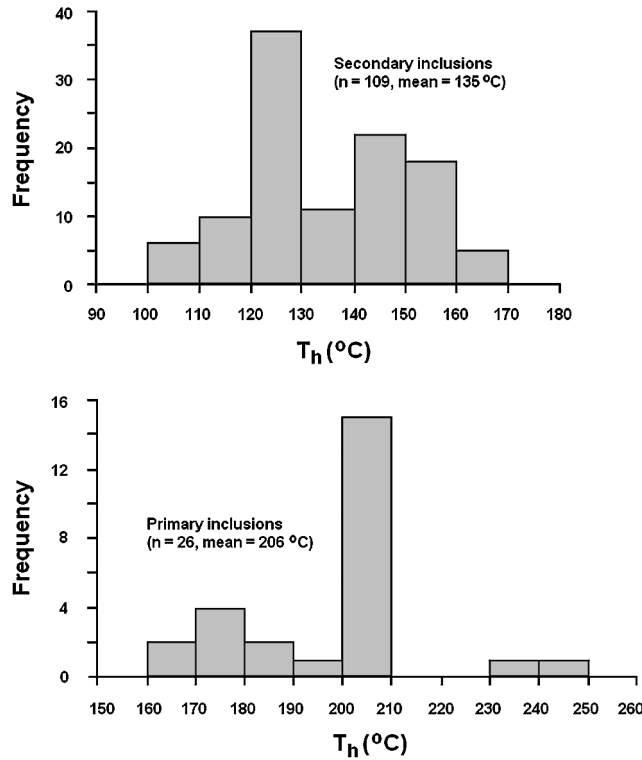 40
30
20
10
0
Frequency
Secondary inclusions
(n = 109, mean = 135 ºC)
90 100 110 120 130 140 150 160 170 180
Th (ºC)
16
12
8
4
0
Frequency
Primary inclusions
(n = 26, mean = 206 ºC)
150 160 170 180 190 200 210 220 230 240 250 260
Th (ºC)